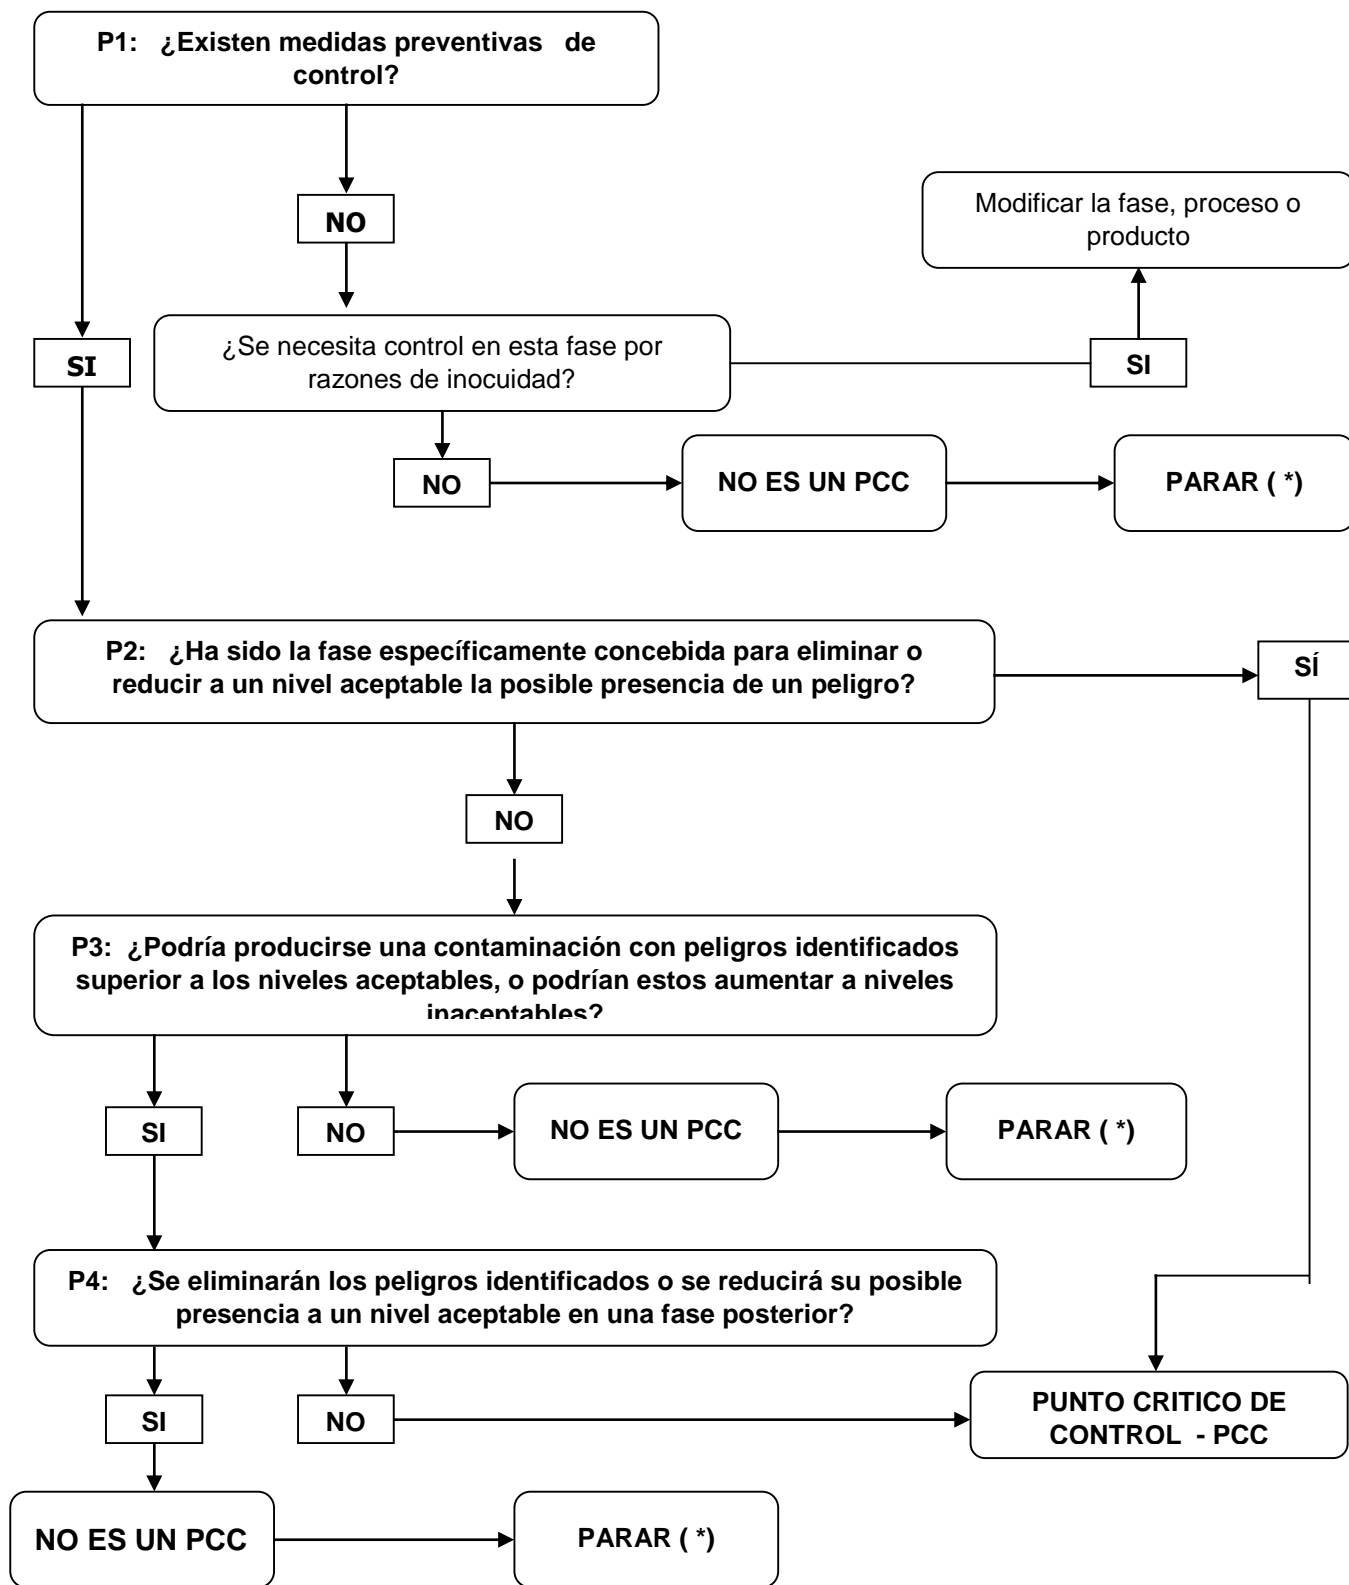 P1: ¿Existen medidas preventivas de
control?
NO
Modificar la fase, proceso o
producto
SI
¿Se necesita control en esta fase por
razones de inocuidad?
SI
NO
NO ES UN PCC
PARAR ( *)
P2: ¿Ha sido la fase específicamente concebida para eliminar o
reducir a un nivel aceptable la posible presencia de un peligro?
SÍ
NO
P3: ¿Podría producirse una contaminación con peligros identificados
superior a los niveles aceptables, o podrían estos aumentar a niveles
inaceptables?
SI
NO
NO ES UN PCC
PARAR ( *)
P4: ¿Se eliminarán los peligros identificados o se reducirá su posible
presencia a un nivel aceptable en una fase posterior?
SI
NO
PUNTO CRITICO DE
CONTROL - PCC
NO ES UN PCC
PARAR ( *)